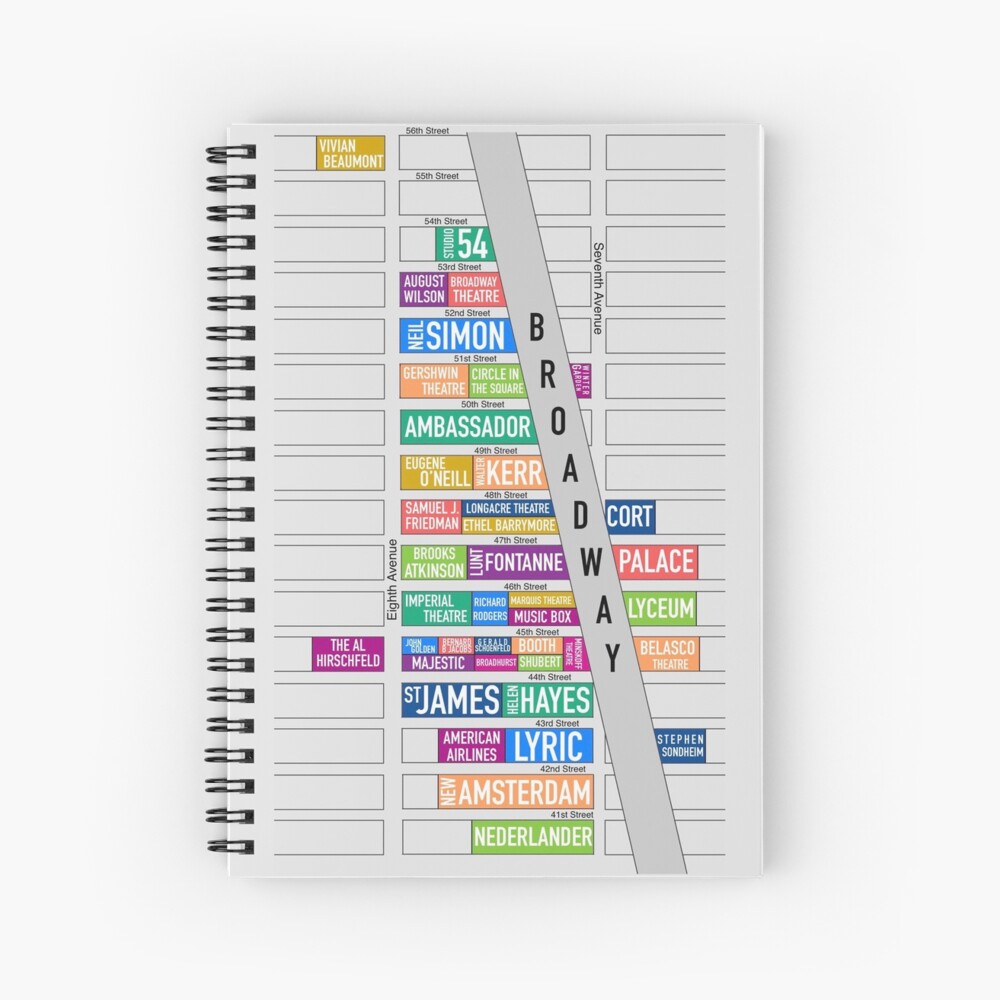 56th Street
VIVIAN
BEAUMONT
55th Street
54th Street
STUDIO
54
53rd Street
Seventh Avenue
AUGUST
WILSON
BROADWAY
THEATRE
52nd Street
NEIL
SIMON
51st Street
GERSHWIN
THEATRE
CIRCLE IN
THE SQUARE
WINTER
GARDEN
50th Street
AMBASSADOR
49th Street
EUGENE
O'NEILL
WALTER
KERR
48th Street
SAMUEL J.
FRIEDMAN
LONGACRE THEATRE
ETHEL BARRYMORE
CORT
47th Street
Eighth Avenue
BROOKS
ATKINSON
LUNT
FONTANNE
PALACE
46th Street
IMPERIAL
THEATRE
RICHARD
RODGERS
MARQUIS THEATRE
MUSIC BOX
LYCEUM
BROADWAY
45th Street
THE AL
HIRSCHFELD
JOHN
GOLDEN
BERNARD
B JACOBS
GERALD
SCHOENFELD
BOOTH
MINSKOFF
THEATRE
MAJESTIC
BROADHURST
SHUBERT
BELASCO
THEATRE
44th Street
ST
JAMES
HELEN
HAYES
43rd Street
AMERICAN
AIRLINES
LYRIC
STEPHEN
SONDHEIM
42nd Street
NEW
AMSTERDAM
41st Street
NEDERLANDER